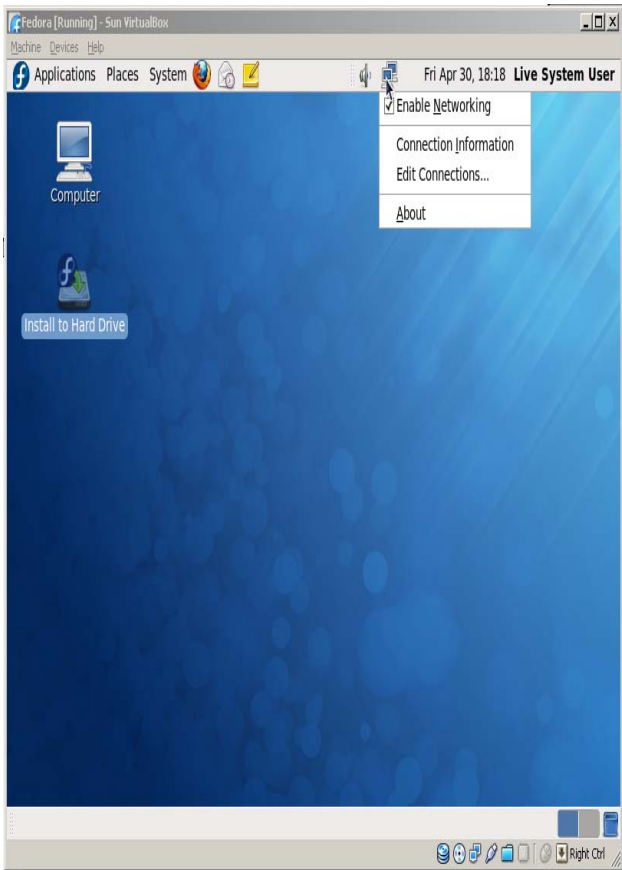 Fedora [Running] - Sun VirtualBox
Machine Devices Help
Applications Places System Fri Apr 30, 18:18 Live System User
Enable Networking
Connection Information
Edit Connections...
About
Computer
Install to Hard Drive
Right Ctrl